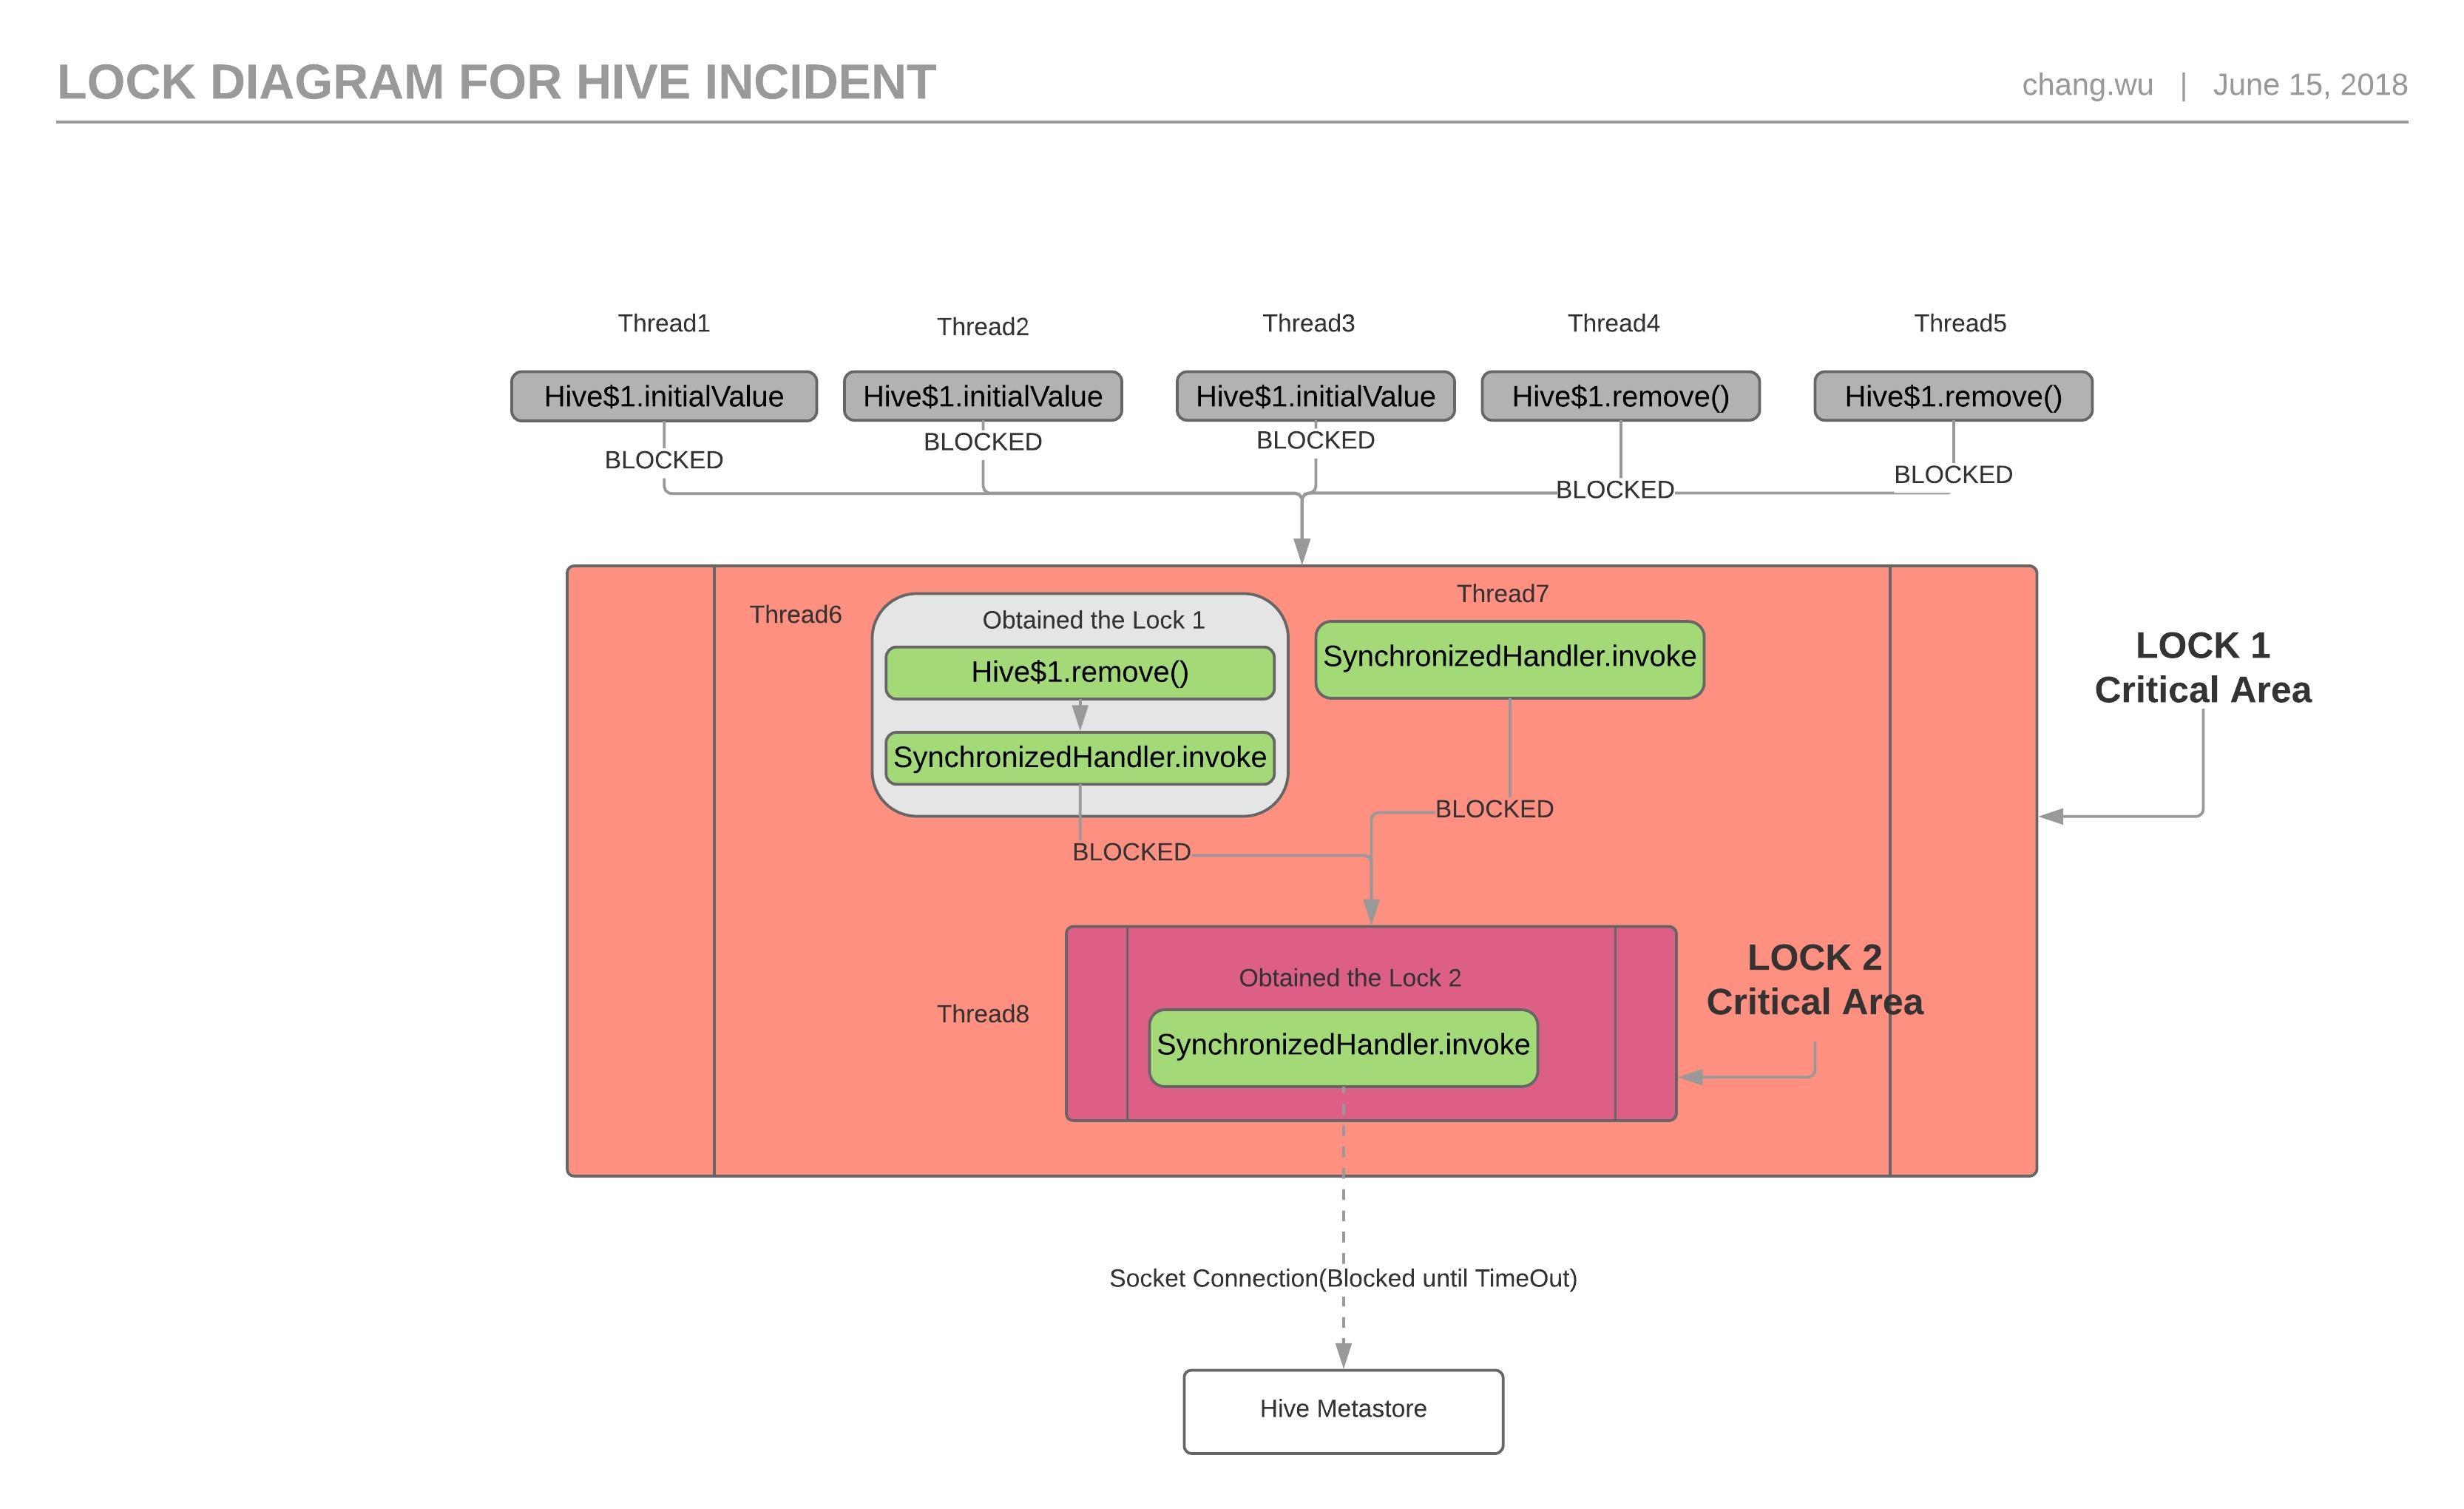 LOCK DIAGRAM FOR HIVE INCIDENT
chang.wu | June 15, 2018
Thread1
Thread2
Thread3
Thread4
Thread5
Hive$1.initialValue
Hive$1.initialValue
Hive$1.initialValue
Hive$1.remove()
Hive$1.remove()
BLOCKED
BLOCKED
BLOCKED
BLOCKED
BLOCKED
Thread6
Obtained the Lock 1
Hive$1.remove()
SynchronizedHandler.invoke
BLOCKED
Thread7
SynchronizedHandler.invoke
BLOCKED
LOCK 1
Critical Area
Thread8
Obtained the Lock 2
SynchronizedHandler.invoke
LOCK 2
Critical Area
Socket Connection(Blocked until TimeOut)
Hive Metastore